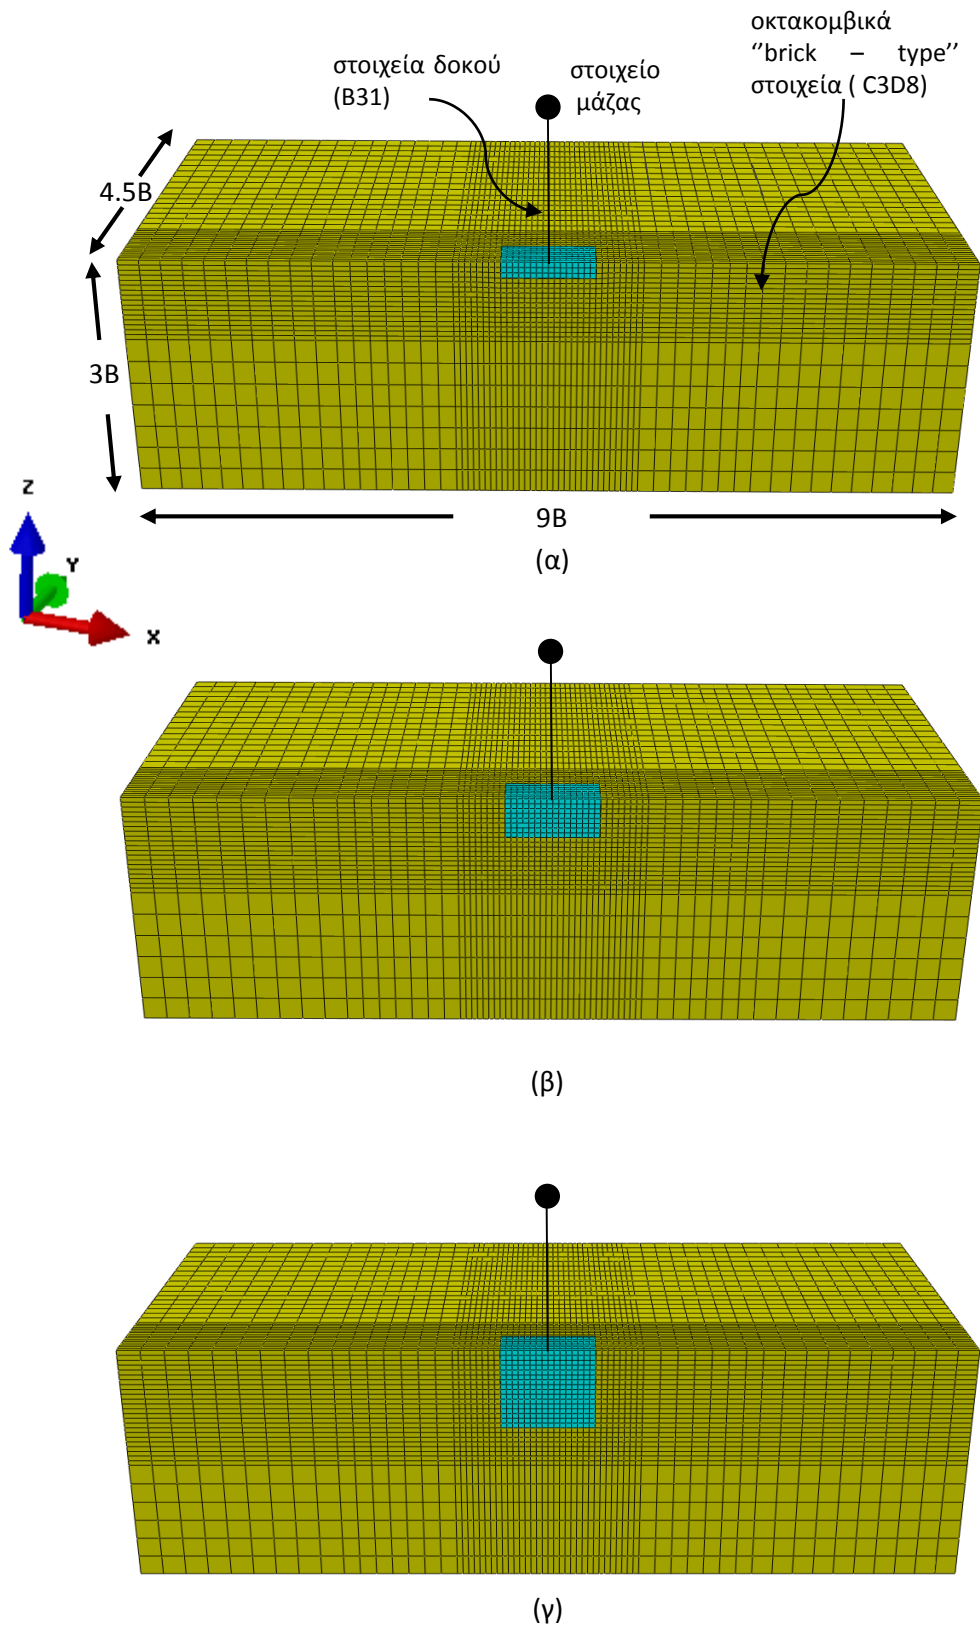 οκτακομβικά
‘’brick – type’’
στοιχεία ( C3D8)
στοιχεία δοκού
(B31)
στοιχείο
μάζας
4.5B
3B
9B
(α)
Z
Y
X
(β)
(γ)